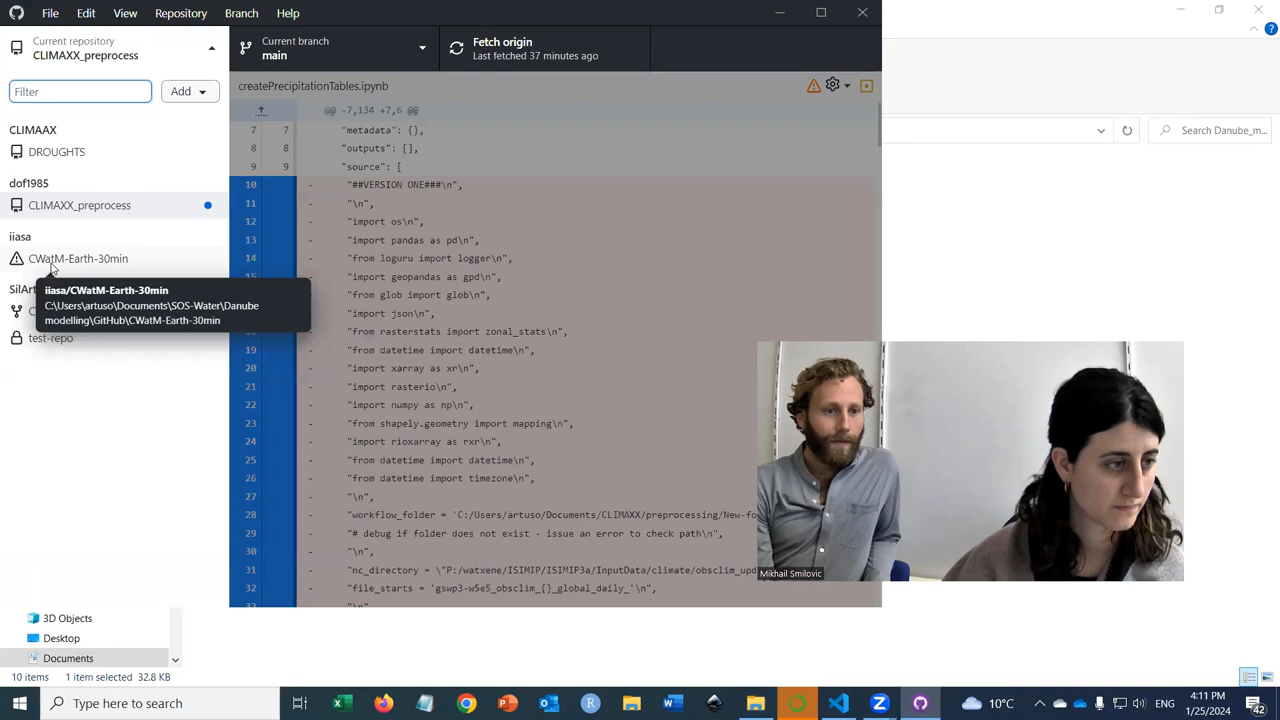 File Edit View Repository Branch Help
Current repository
CLIMAXX_preprocess
Current branch
main
Fetch origin
Last fetched 37 minutes ago
Filter
Add
createPrecipitationTables.ipynb
@@ -7,134 +7,6 @@
CLIMAAX
DROUGHTS
dof1985
CLIMAXX_preprocess
iiasa
CWatM-Earth-30min
SilArt
iiasa/CWatM-Earth-30min
C:\Users\artuso\Documents\SOS-Water\Danube
modelling\GitHub\CWatM-Earth-30min
test-repo
7 7 "metadata": {},
8 8 "outputs": [],
9 9 "source": [
10 - "##VERSION ONE###\n",
11 - "\n",
12 - "import os\n",
13 - "import pandas as pd\n",
14 - "from loguru import logger\n",
15 - "import geopandas as gpd\n",
16 - "from glob import glob\n",
17 - "import json\n",
18 - "from rasterstats import zonal_stats\n",
19 - "from datetime import datetime\n",
20 - "import xarray as xr\n",
21 - "import rasterio\n",
22 - "import numpy as np\n",
23 - "from shapely.geometry import mapping\n",
24 - "import rioxarray as rxr\n",
25 - "from datetime import datetime\n",
26 - "from datetime import timezone\n",
27 - "\n",
28 - "workflow_folder = 'C:/Users/artuso/Documents/CLIMAXX/preprocessing/New-fo
29 - "# debug if folder does not exist - issue an error to check path\n",
30 - "\n",
31 - "nc_directory = \"P:/watxene/ISIMIP/ISIMIP3a/InputData/climate/obsclim_upd
32 - "file_starts = 'gswp3-w5e5_obsclim_{}_global_daily_'\n",
33 "\n"
Search Danube_m...
Mikhail Smilovic
3D Objects
Desktop
Documents
10 items 1 item selected 32.8 KB
Type here to search
10°C
ENG
4:11 PM
1/25/2024
42